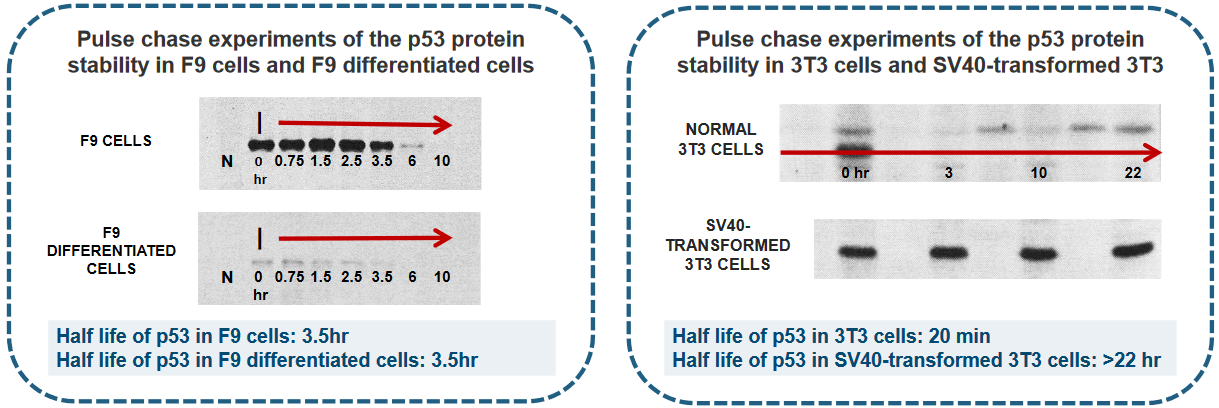 Pulse chase experiments of the p53 protein
stability in F9 cells and F9 differentiated cells
F9 CELLS
N 0 0.75 1.5 2.5 3.5 6 10
hr
F9
DIFFERENTIATED
CELLS
N 0 0.75 1.5 2.5 3.5 6 10
hr
Half life of p53 in F9 cells: 3.5hr
Half life of p53 in F9 differentiated cells: 3.5hr
Pulse chase experiments of the p53 protein
stability in 3T3 cells and SV40-transformed 3T3
NORMAL
3T3 CELLS
0 hr 3 10 22
SV40-
TRANSFORMED
3T3 CELLS
Half life of p53 in 3T3 cells: 20 min
Half life of p53 in SV40-transformed 3T3 cells: >22 hr